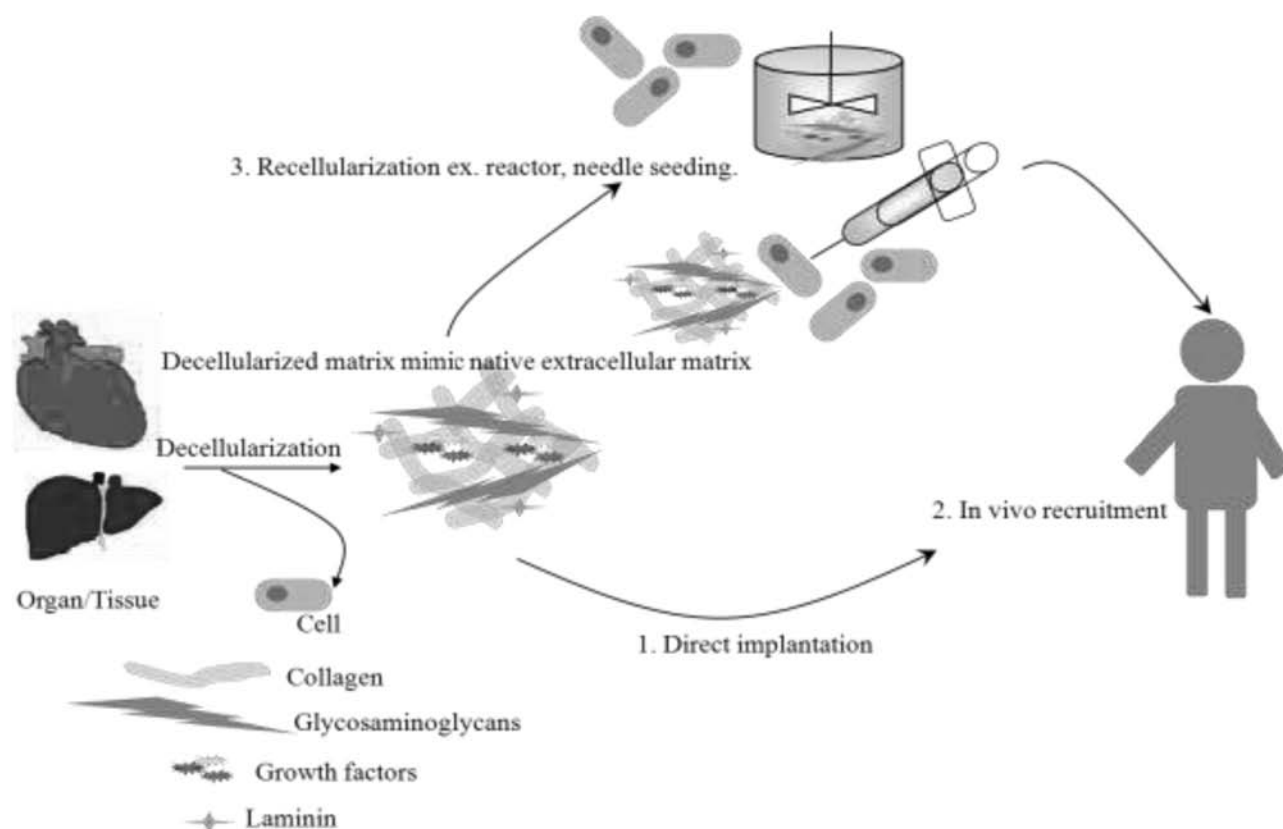 3. Recellularization ex. reactor, needle seeding.
Decellularized matrix mimic native extracellular matrix
Decellularization
2. In vivo recruitment
Organ/Tissue
Cell
1. Direct implantation
Collagen
Glycosaminoglycans
Growth factors
Laminin